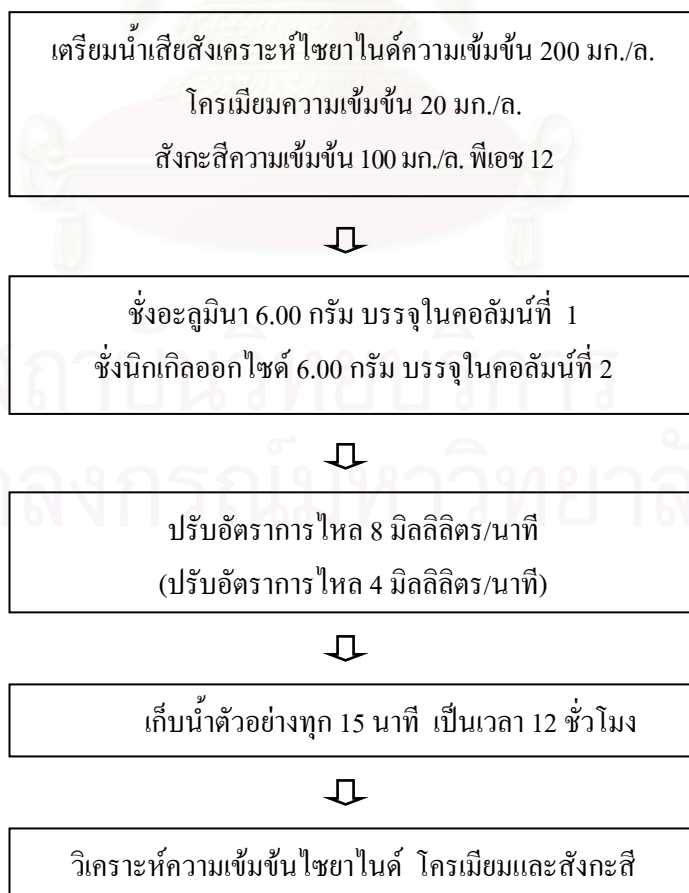 เตรียมน้ำเสียสังเคราะห์ไซยาไนด์ความเข้มข้น 200 มก./ล.
โครเมียมความเข้มข้น 20 มก./ล.
สังกะสีความเข้มข้น 100 มก./ล. พีเอช 12
ชั่งอะลูมินา 6.00 กรัม บรรจุในคอลัมน์ที่ 1
ชั่งนิกเกิลออกไซด์ 6.00 กรัม บรรจุในคอลัมน์ที่ 2
ปรับอัตราการไหล 8 มิลลิลิตร/นาที
(ปรับอัตราการไหล 4 มิลลิลิตร/นาที)
เก็บน้ำตัวอย่างทุก 15 นาที เป็นเวลา 12 ชั่วโมง
วิเคราะห์ความเข้มข้นไซยาไนด์ โครเมียมและสังกะสี